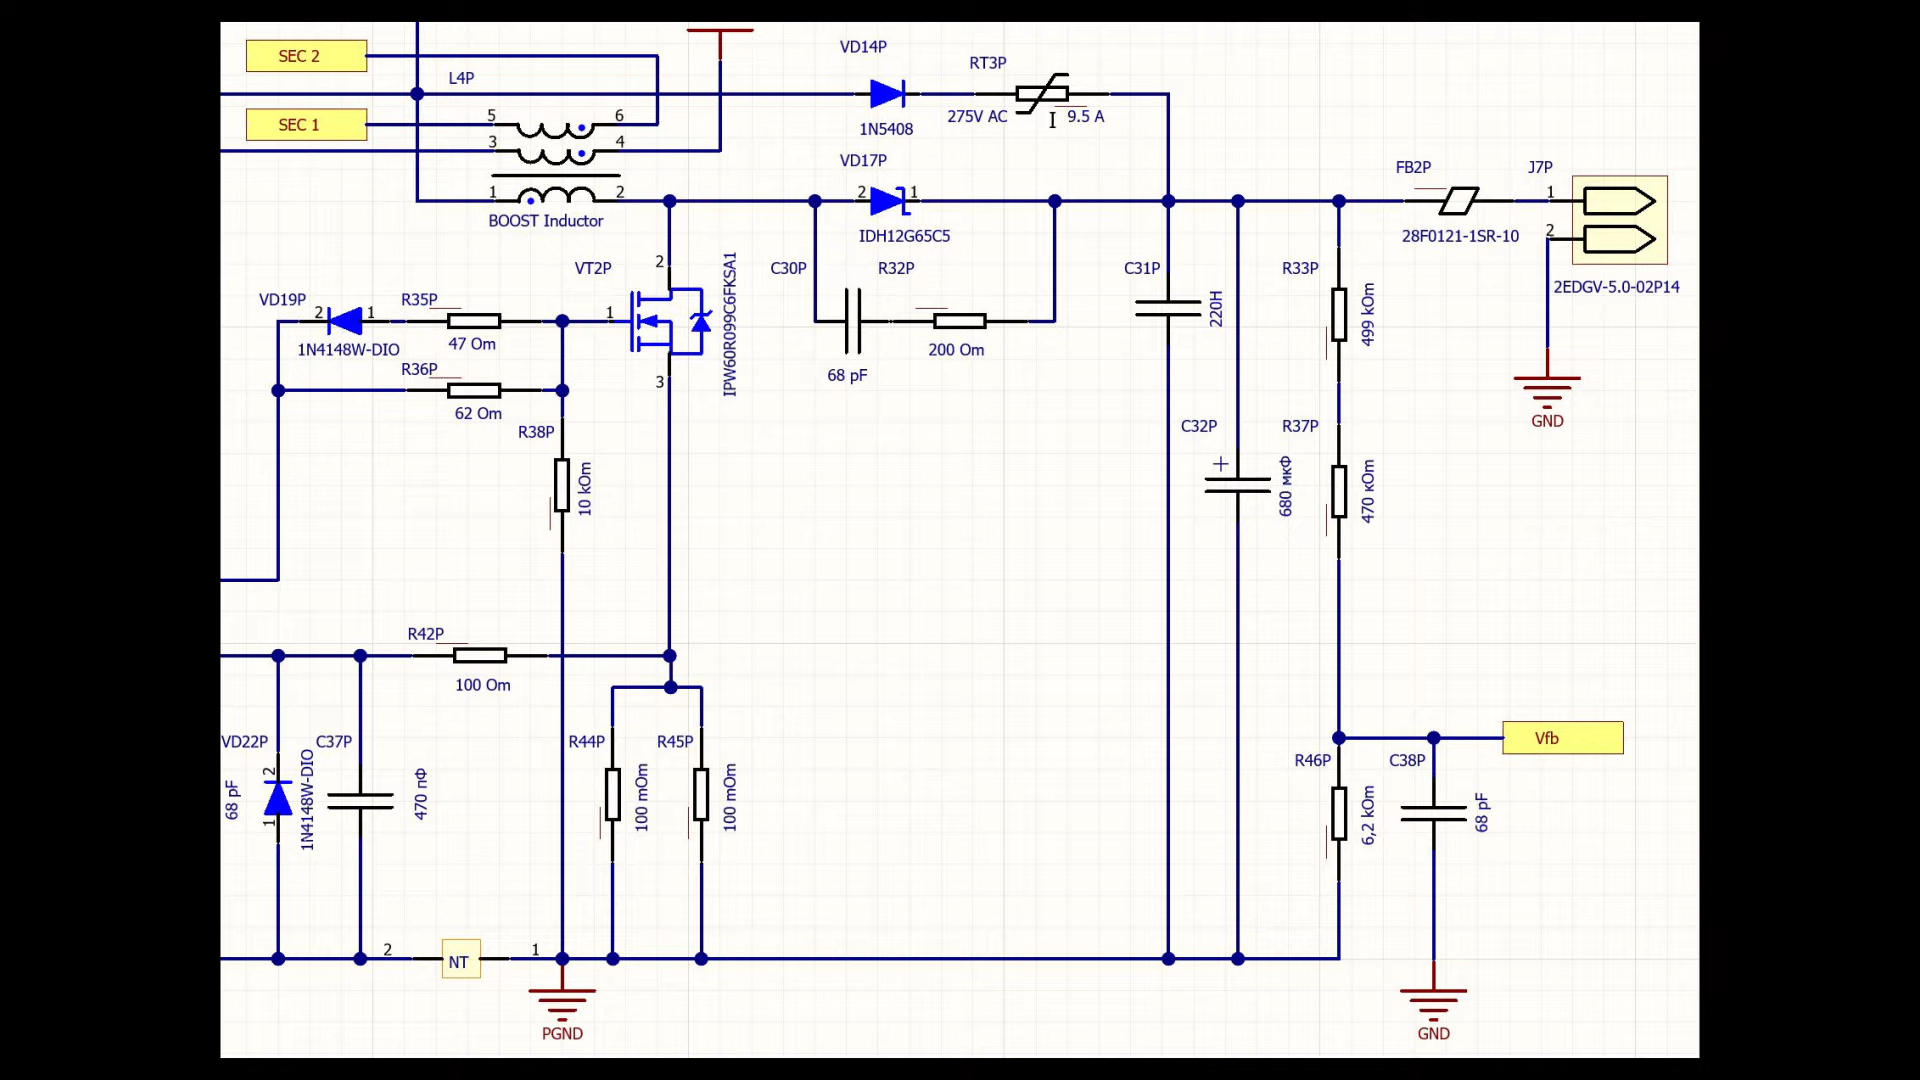 SEC 2
L4P
SEC 1
5
6
3
4
1
2
BOOST Inductor
VD14P
1N5408
RT3P
275V AC
9.5 A
VD17P
2
1
IDH12G65C5
FB2P
28F0121-1SR-10
J7P
1
2
2EDGV-5.0-02P14
GND
VD19P
2
1
1N4148W-DIO
R35P
47 Om
R36P
62 Om
R38P
10 kOm
VT2P
2
1
3
IPW60R099C6FKSA1
C30P
68 pF
R32P
200 Om
C31P
220H
C32P
+
680 мкФ
R33P
499 kOm
R37P
470 кOm
R42P
100 Om
VD22P
68 pF
2
1
1N4148W-DIO
C37P
470 пФ
R44P
100 mOm
R45P
100 mOm
Vfb
R46P
6,2 kOm
C38P
68 pF
2
NT
1
PGND
GND